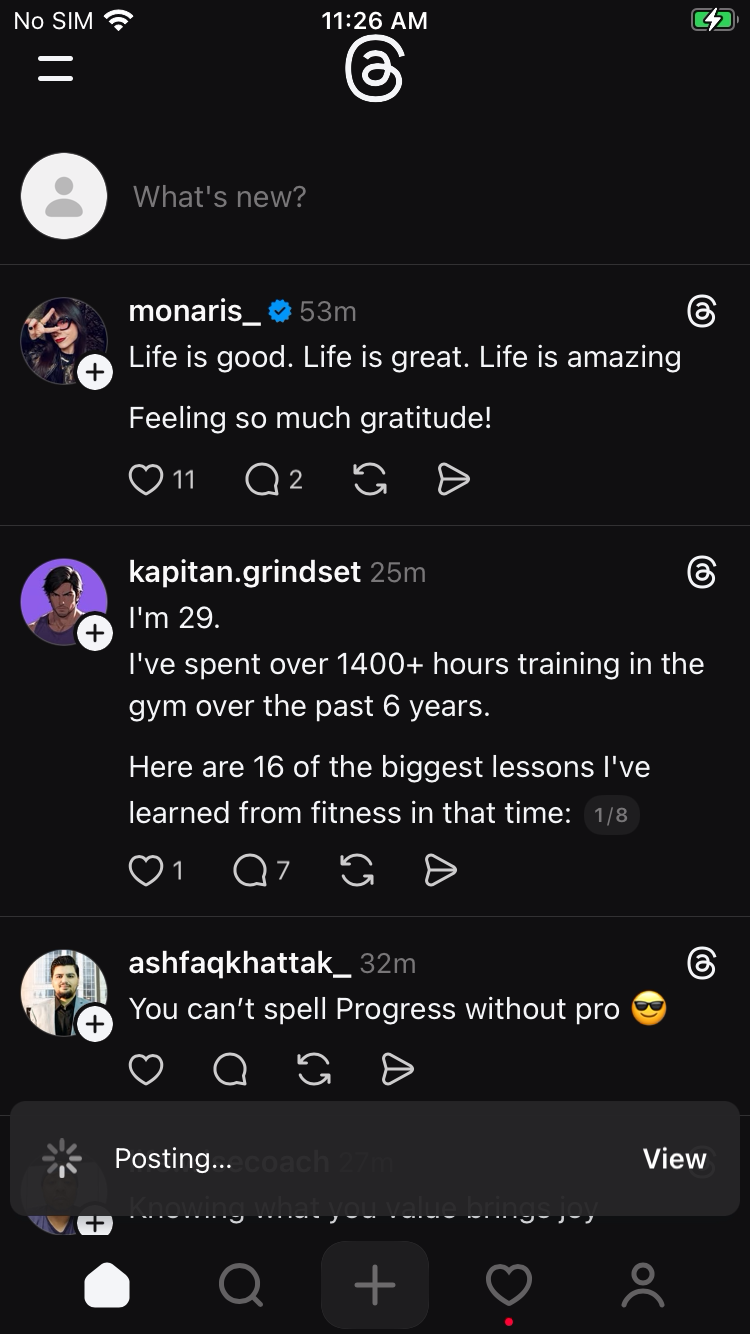 No SIM 11:26 AM
What's new?
monaris_ 53m
Life is good. Life is great. Life is amazing
Feeling so much gratitude!
11 2
kapitan.grindset 25m
I'm 29.
I've spent over 1400+ hours training in the
gym over the past 6 years.
Here are 16 of the biggest lessons I've
learned from fitness in that time: 1/8
1 7
ashfaqkhattak_ 32m
You can’t spell Progress without pro 😎
Posting... View
27m
Knowing what you value brings joy